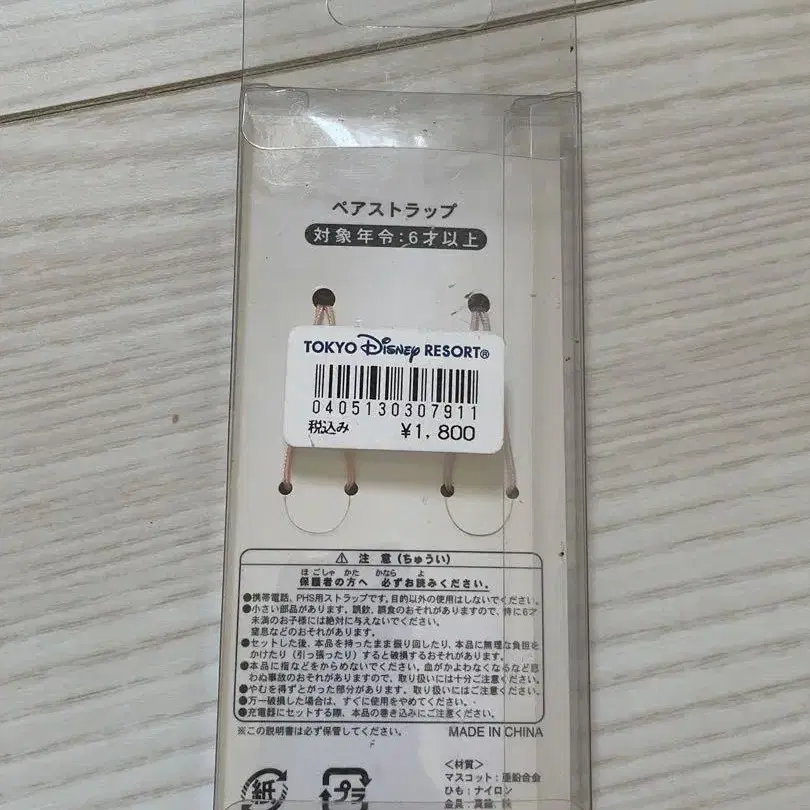 ペアストラップ
対象年令:6才以上
TOKYO Disney RESORT®
0405130307911
税込み ¥1,800
⚠ 注 意 (ちゅうい)
ほごしゃ かた かなら よ
保護者の方へ 必ずお読みください。
●携帯電話、PHS用ストラップです。目的以外の使用はしないでください。
●小さい部品があります。誤飲、誤食のおそれがありますので、特に6才
未満のお子様には絶対に与えないでください。
窒息などのおそれがあります。
●セットした後、本品を持ったまま振り回したり、本品に無理な負担を
かけたり(引っ張ったり)すると破損するおそれがあります。
●本品に指などをからめないでください。血がかよわなくなるなど思
わぬ事故のおそれがありますので、取り扱いには十分ご注意ください。
●やむを得ずとがった部分があります。取り扱いにはご注意ください。
●万一破損した場合は、すぐに使用をやめてください。
●充電器にセットする際、本品の巻き込みにご注意ください。
※この説明書は必ず保管してください。 MADE IN CHINA
<材質>
マスコット:亜鉛合金
ひも:ナイロン
金具:真鍮、鉄
紙
プラ